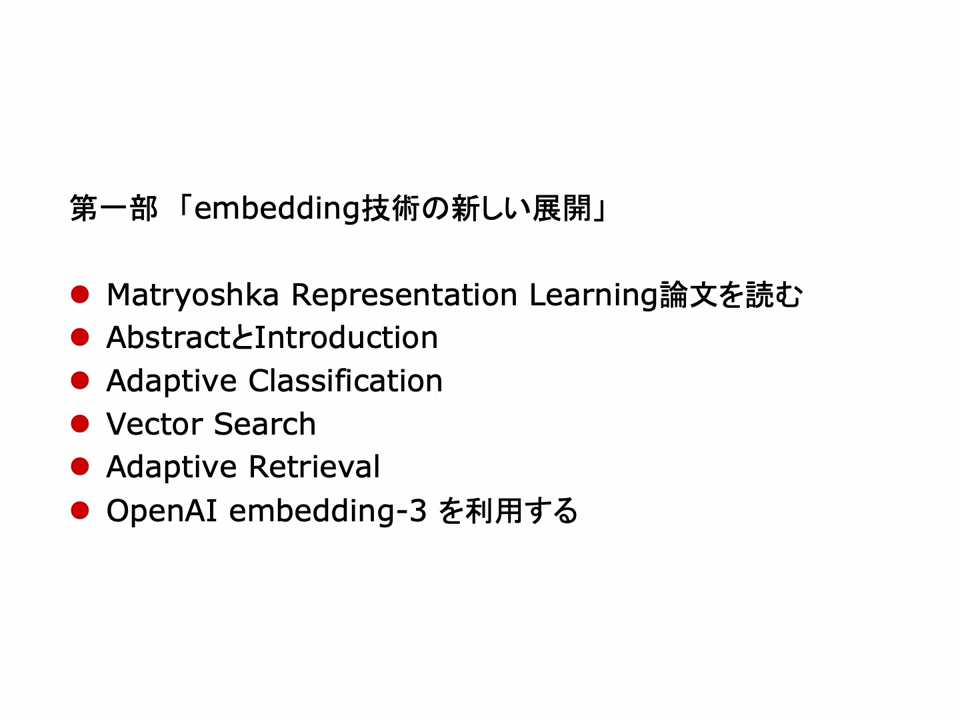 第一部 「embedding技術の新しい展開」
● Matryoshka Representation Learning論文を読む
● AbstractとIntroduction
● Adaptive Classification
● Vector Search
● Adaptive Retrieval
● OpenAI embedding-3 を利用する